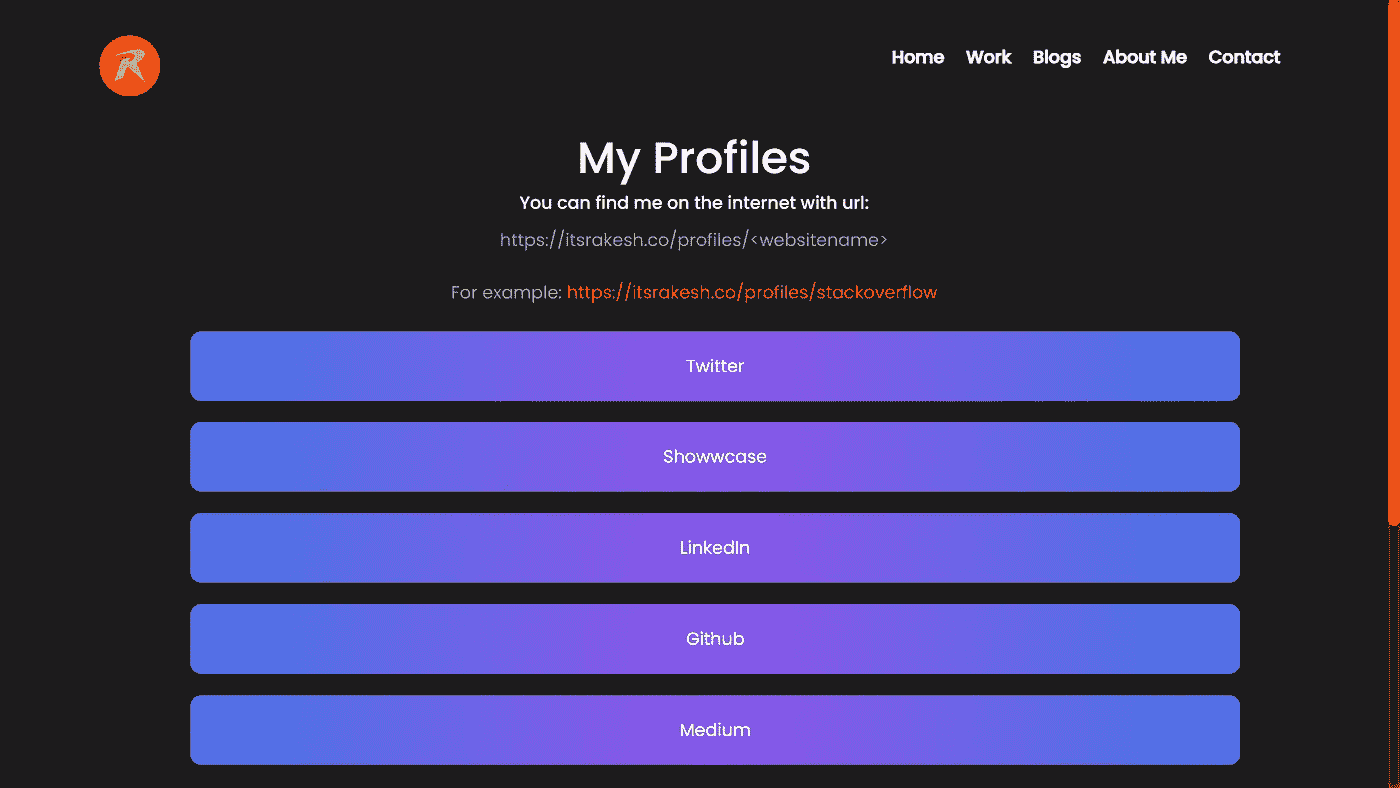 R
Home Work Blogs About Me Contact
My Profiles
You can find me on the internet with url:
https://itsrakesh.co/profiles/<websitename>
For example: https://itsrakesh.co/profiles/stackoverflow
Twitter
Showwcase
LinkedIn
Github
Medium